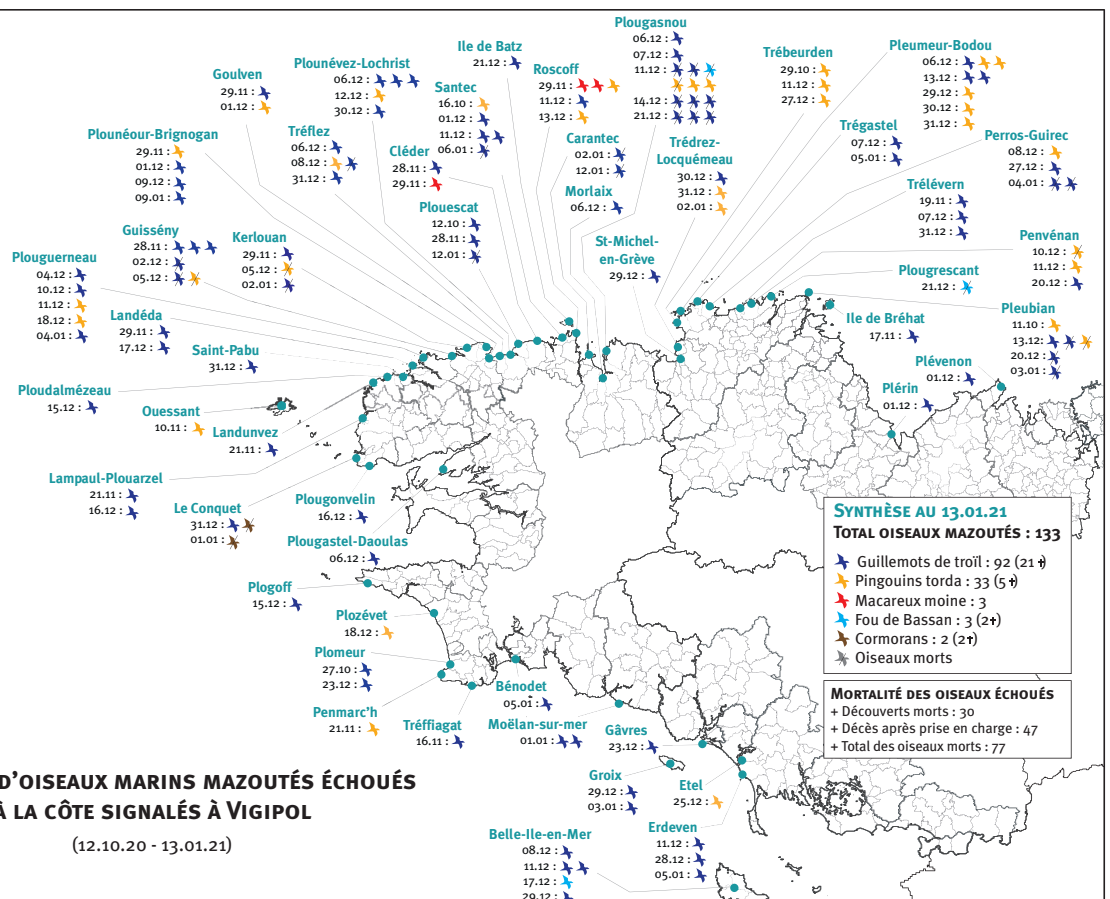 Plougasnou
06.12 :
07.12 :
11.12 :
14.12 :
21.12 :
Ile de Batz
21.12 :
Trébeurden
29.10 :
11.12 :
27.12 :
Pleumeur-Bodou
06.12 :
13.12 :
29.12 :
30.12 :
31.12 :
Goulven
29.11 :
01.12 :
Plounévez-Lochrist
06.12 :
12.12 :
30.12 :
Santec
16.10 :
01.12 :
11.12 :
06.01 :
Roscoff
29.11 :
11.12 :
13.12 :
Plounéour-Brignogan
29.11 :
01.12 :
09.12 :
09.01 :
Tréflez
06.12 :
08.12 :
31.12 :
Cléder
28.11 :
29.11 :
Carantec
02.01 :
12.01 :
Morlaix
06.12 :
Trédrez-
Locquémeau
30.12 :
31.12 :
02.01 :
Trégastel
07.12 :
05.01 :
Perros-Guirec
08.12 :
27.12 :
04.01 :
Trélévern
19.11 :
07.12 :
31.12 :
Plouescat
12.10 :
28.11 :
12.01 :
Guissény
28.11 :
02.12 :
05.12 :
Kerlouan
29.11 :
05.12 :
02.01 :
St-Michel-
en-Grève
29.12 :
Penvénan
10.12 :
11.12 :
20.12 :
Plouguerneau
04.12 :
10.12 :
11.12 :
18.12 :
04.01 :
Plougrescant
21.12 :
Landéda
29.11 :
17.12 :
Ile de Bréhat
17.11 :
Pleubian
11.10 :
13.12 :
20.12 :
03.01 :
Saint-Pabu
31.12 :
Plévenon
01.12 :
Ploudalmézeau
15.12 :
Plérin
01.12 :
Ouessant
10.11 :
Landunvez
21.11 :
Lampaul-Plouarzel
21.11 :
16.12 :
Le Conquet
31.12 :
01.01 :
Plougonvelin
16.12 :
Plougastel-Daoulas
06.12 :
Synthèse au 13.01.21
Total oiseaux mazoutés : 133
Guillemots de troïl : 92 (21 ✝)
Pingouins torda : 33 (5✝)
Macareux moine : 3
Fou de Bassan : 3 (2✝)
Cormorans : 2 (2✝)
Oiseaux morts
Plogoff
15.12 :
Plozévet
18.12 :
Plomeur
27.10 :
23.12 :
Penmarc'h
21.11 :
Tréffiagat
16.11 :
Bénodet
05.01 :
Moëlan-sur-mer
01.01 :
Gâvres
23.12 :
Mortalité des oiseaux échoués
+ Découverts morts : 30
+ Décès après prise en charge : 47
+ Total des oiseaux morts : 77
Groix
29.12 :
03.01 :
Etel
25.12 :
Erdeven
11.12 :
28.12 :
05.01 :
Belle-Ile-en-Mer
08.12 :
11.12 :
17.12 :
29.12 :
d'oiseaux marins mazoutés échoués
à la côte signalés à Vigipol
(12.10.20 - 13.01.21)